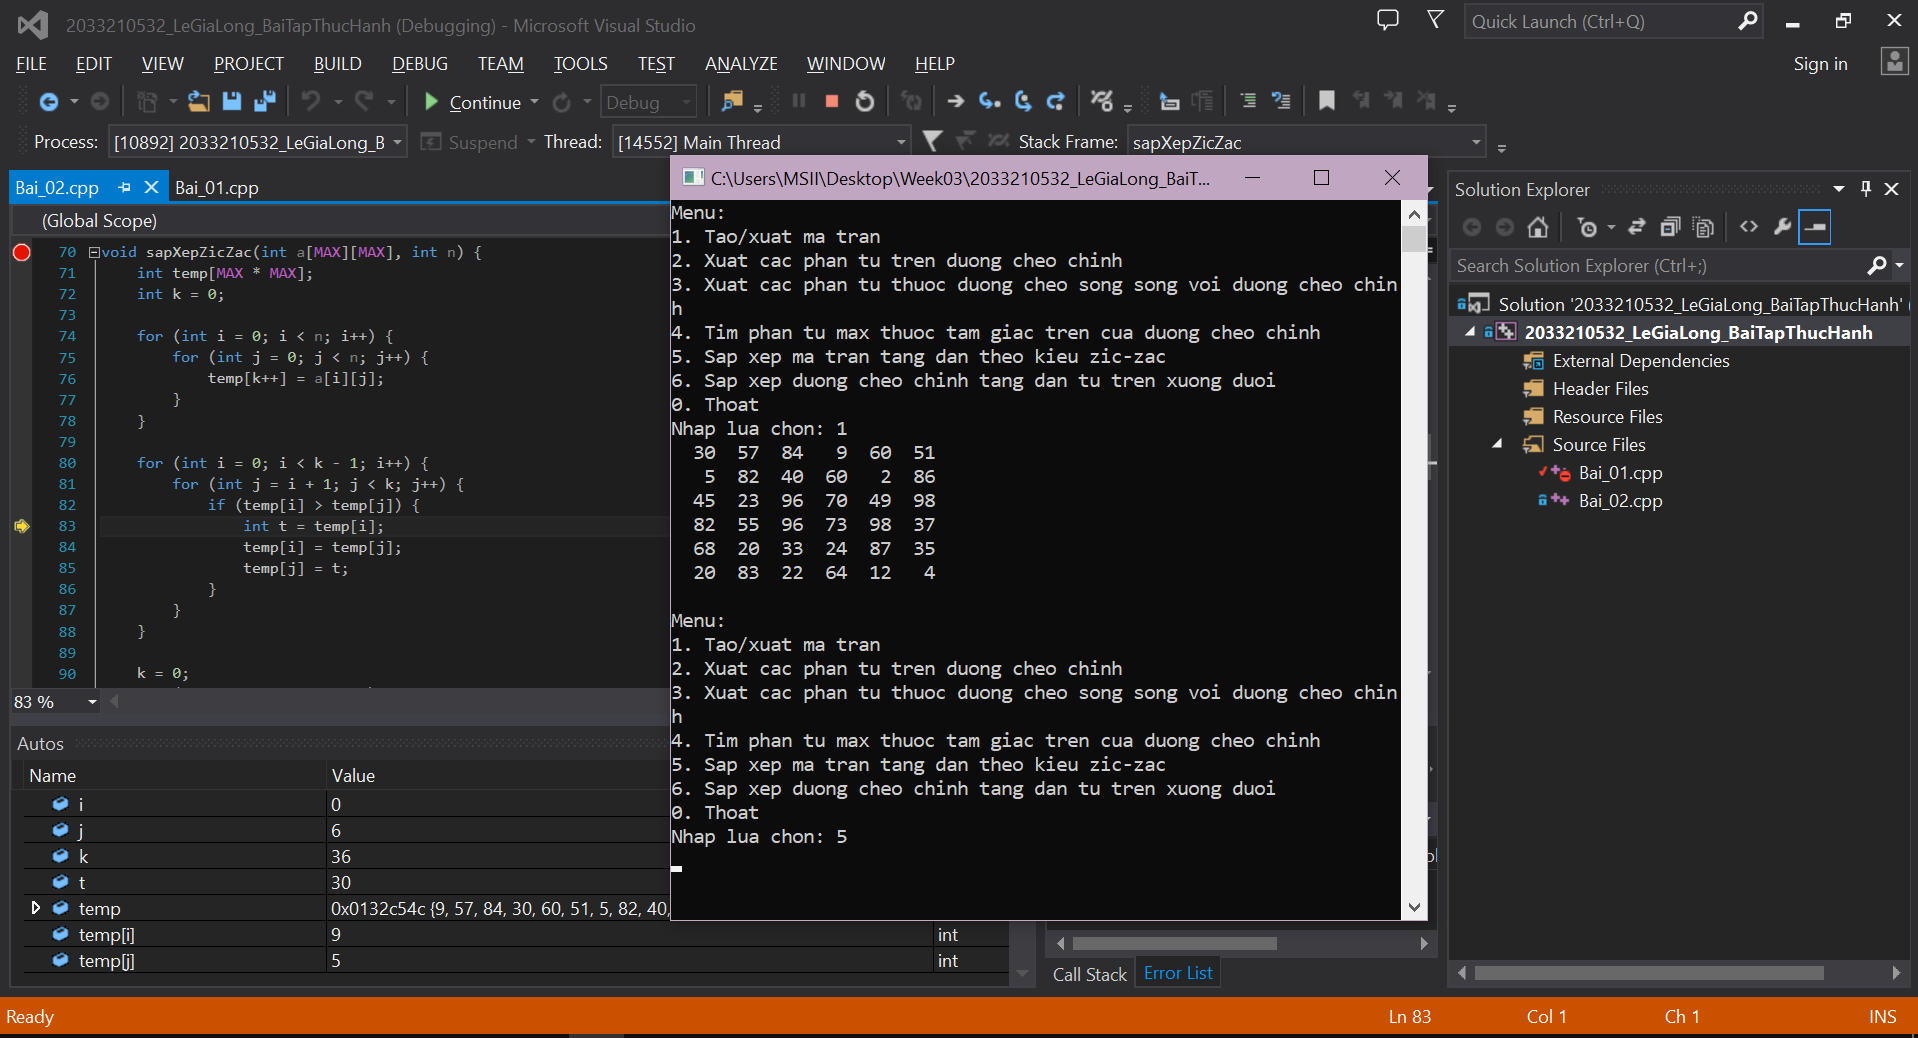 2033210532_LeGiaLong_BaiTapThucHanh (Debugging) - Microsoft Visual Studio
Quick Launch (Ctrl+Q)
FILE EDIT VIEW PROJECT BUILD DEBUG TEAM TOOLS TEST ANALYZE WINDOW HELP
Sign in
Continue
Debug
Process: [10892] 2033210532_LeGiaLong_B
Suspend
Thread: [14552] Main Thread
Stack Frame: sapXepZicZac
Bai_02.cpp
Bai_01.cpp
(Global Scope)
70 void sapXepZicZac(int a[MAX][MAX], int n) {
71 int temp[MAX * MAX];
72 int k = 0;
73
74 for (int i = 0; i < n; i++) {
75 for (int j = 0; j < n; j++) {
76 temp[k++] = a[i][j];
77 }
78 }
79
80 for (int i = 0; i < k - 1; i++) {
81 for (int j = i + 1; j < k; j++) {
82 if (temp[i] > temp[j]) {
83 int t = temp[i];
84 temp[i] = temp[j];
85 temp[j] = t;
86 }
87 }
88 }
89
90 k = 0;
83 %
Autos
Name Value
i 0
j 6
k 36
t 30
temp 0x0132c54c {9, 57, 84, 30, 60, 51, 5, 82, 40,
temp[i] 9 int
temp[j] 5 int
C:\Users\MSII\Desktop\Week03\2033210532_LeGiaLong_BaiT...
Menu:
1. Tao/xuat ma tran
2. Xuat cac phan tu tren duong cheo chinh
3. Xuat cac phan tu thuoc duong cheo song song voi duong cheo chin
h
4. Tim phan tu max thuoc tam giac tren cua duong cheo chinh
5. Sap xep ma tran tang dan theo kieu zic-zac
6. Sap xep duong cheo chinh tang dan tu tren xuong duoi
0. Thoat
Nhap lua chon: 1
30 57 84 9 60 51
5 82 40 60 2 86
45 23 96 70 49 98
82 55 96 73 98 37
68 20 33 24 87 35
20 83 22 64 12 4
Menu:
1. Tao/xuat ma tran
2. Xuat cac phan tu tren duong cheo chinh
3. Xuat cac phan tu thuoc duong cheo song song voi duong cheo chin
h
4. Tim phan tu max thuoc tam giac tren cua duong cheo chinh
5. Sap xep ma tran tang dan theo kieu zic-zac
6. Sap xep duong cheo chinh tang dan tu tren xuong duoi
0. Thoat
Nhap lua chon: 5
Call Stack
Error List
Solution Explorer
Search Solution Explorer (Ctrl+;)
Solution '2033210532_LeGiaLong_BaiTapThucHanh' (
2033210532_LeGiaLong_BaiTapThucHanh
External Dependencies
Header Files
Resource Files
Source Files
Bai_01.cpp
Bai_02.cpp
Ready
Ln 83 Col 1 Ch 1 INS